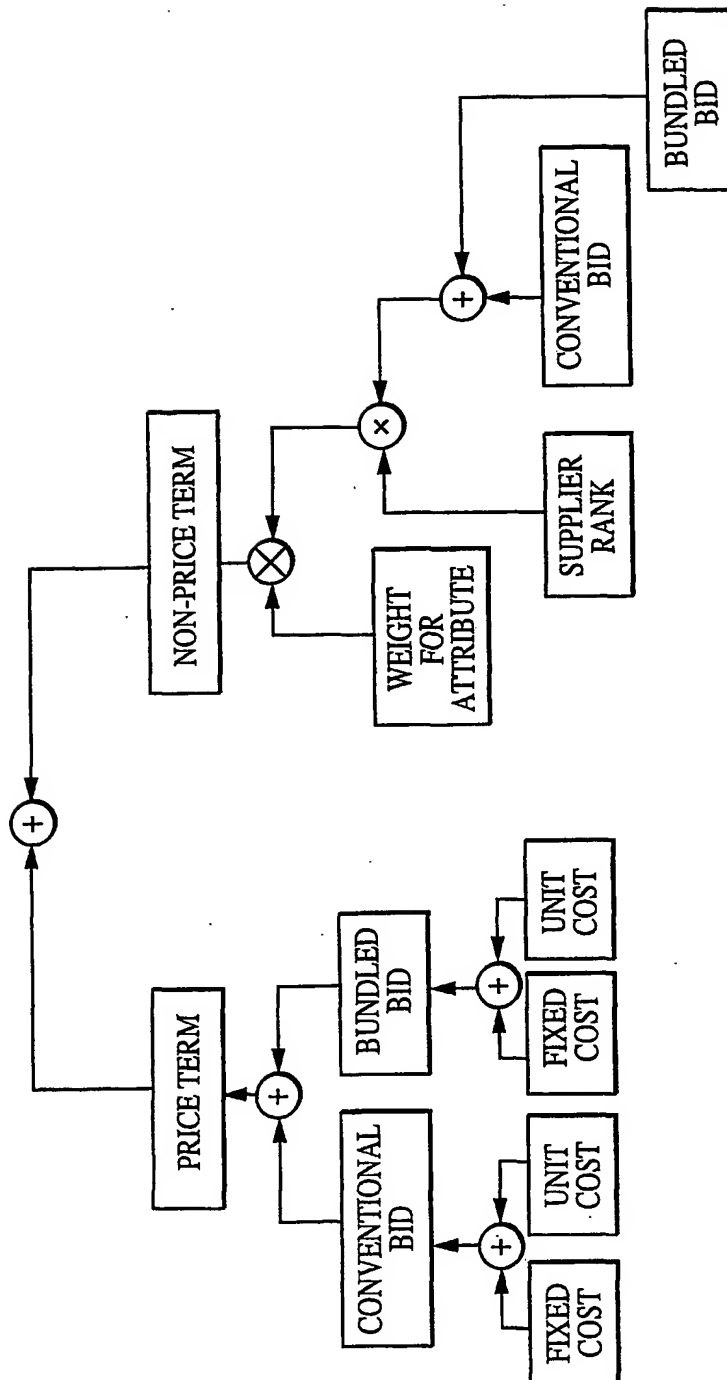 PRICE TERM
NON-PRICE TERM
CONVENTIONAL
BID
BUNDLED
BID
FIXED
COST
UNIT
COST
FIXED
COST
UNIT
COST
WEIGHT
FOR
ATTRIBUTE
SUPPLIER
RANK
CONVENTIONAL
BID
BUNDLED
BID